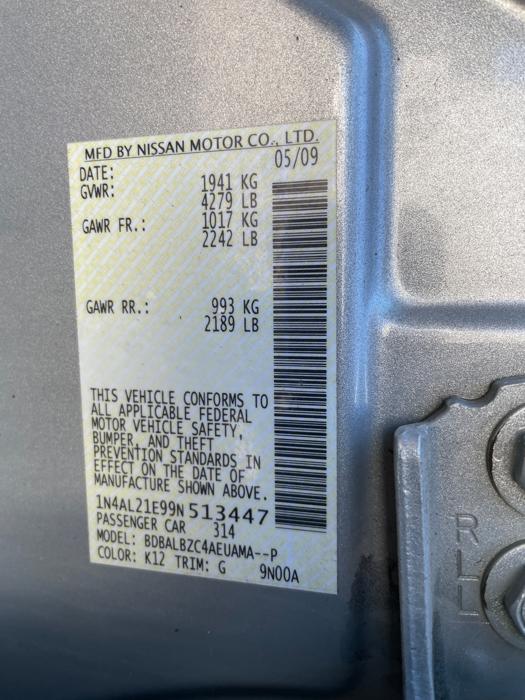 MFD BY NISSAN MOTOR CO., LTD.
DATE: 05/09
GVWR: 1941 KG
4279 LB
GAWR FR.: 1017 KG
2242 LB
GAWR RR.: 993 KG
2189 LB
THIS VEHICLE CONFORMS TO
ALL APPLICABLE FEDERAL
MOTOR VEHICLE SAFETY,
BUMPER, AND THEFT
PREVENTION STANDARDS IN
EFFECT ON THE DATE OF
MANUFACTURE SHOWN ABOVE.
1N4AL21E99N513447
PASSENGER CAR 314
MODEL: BDBALBZC4AEUAMA--P
COLOR: K12 TRIM: G 9N00A
RLL